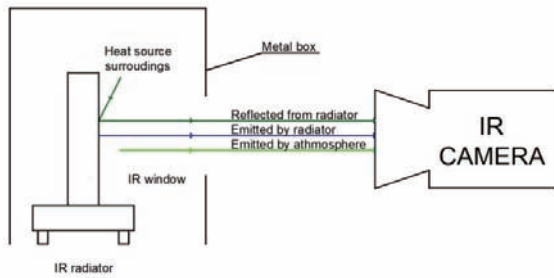 Heat source
surroudings
Metal box
Reflected from radiator
Emitted by radiator
Emitted by athmosphere
IR
CAMERA
IR window
IR radiator